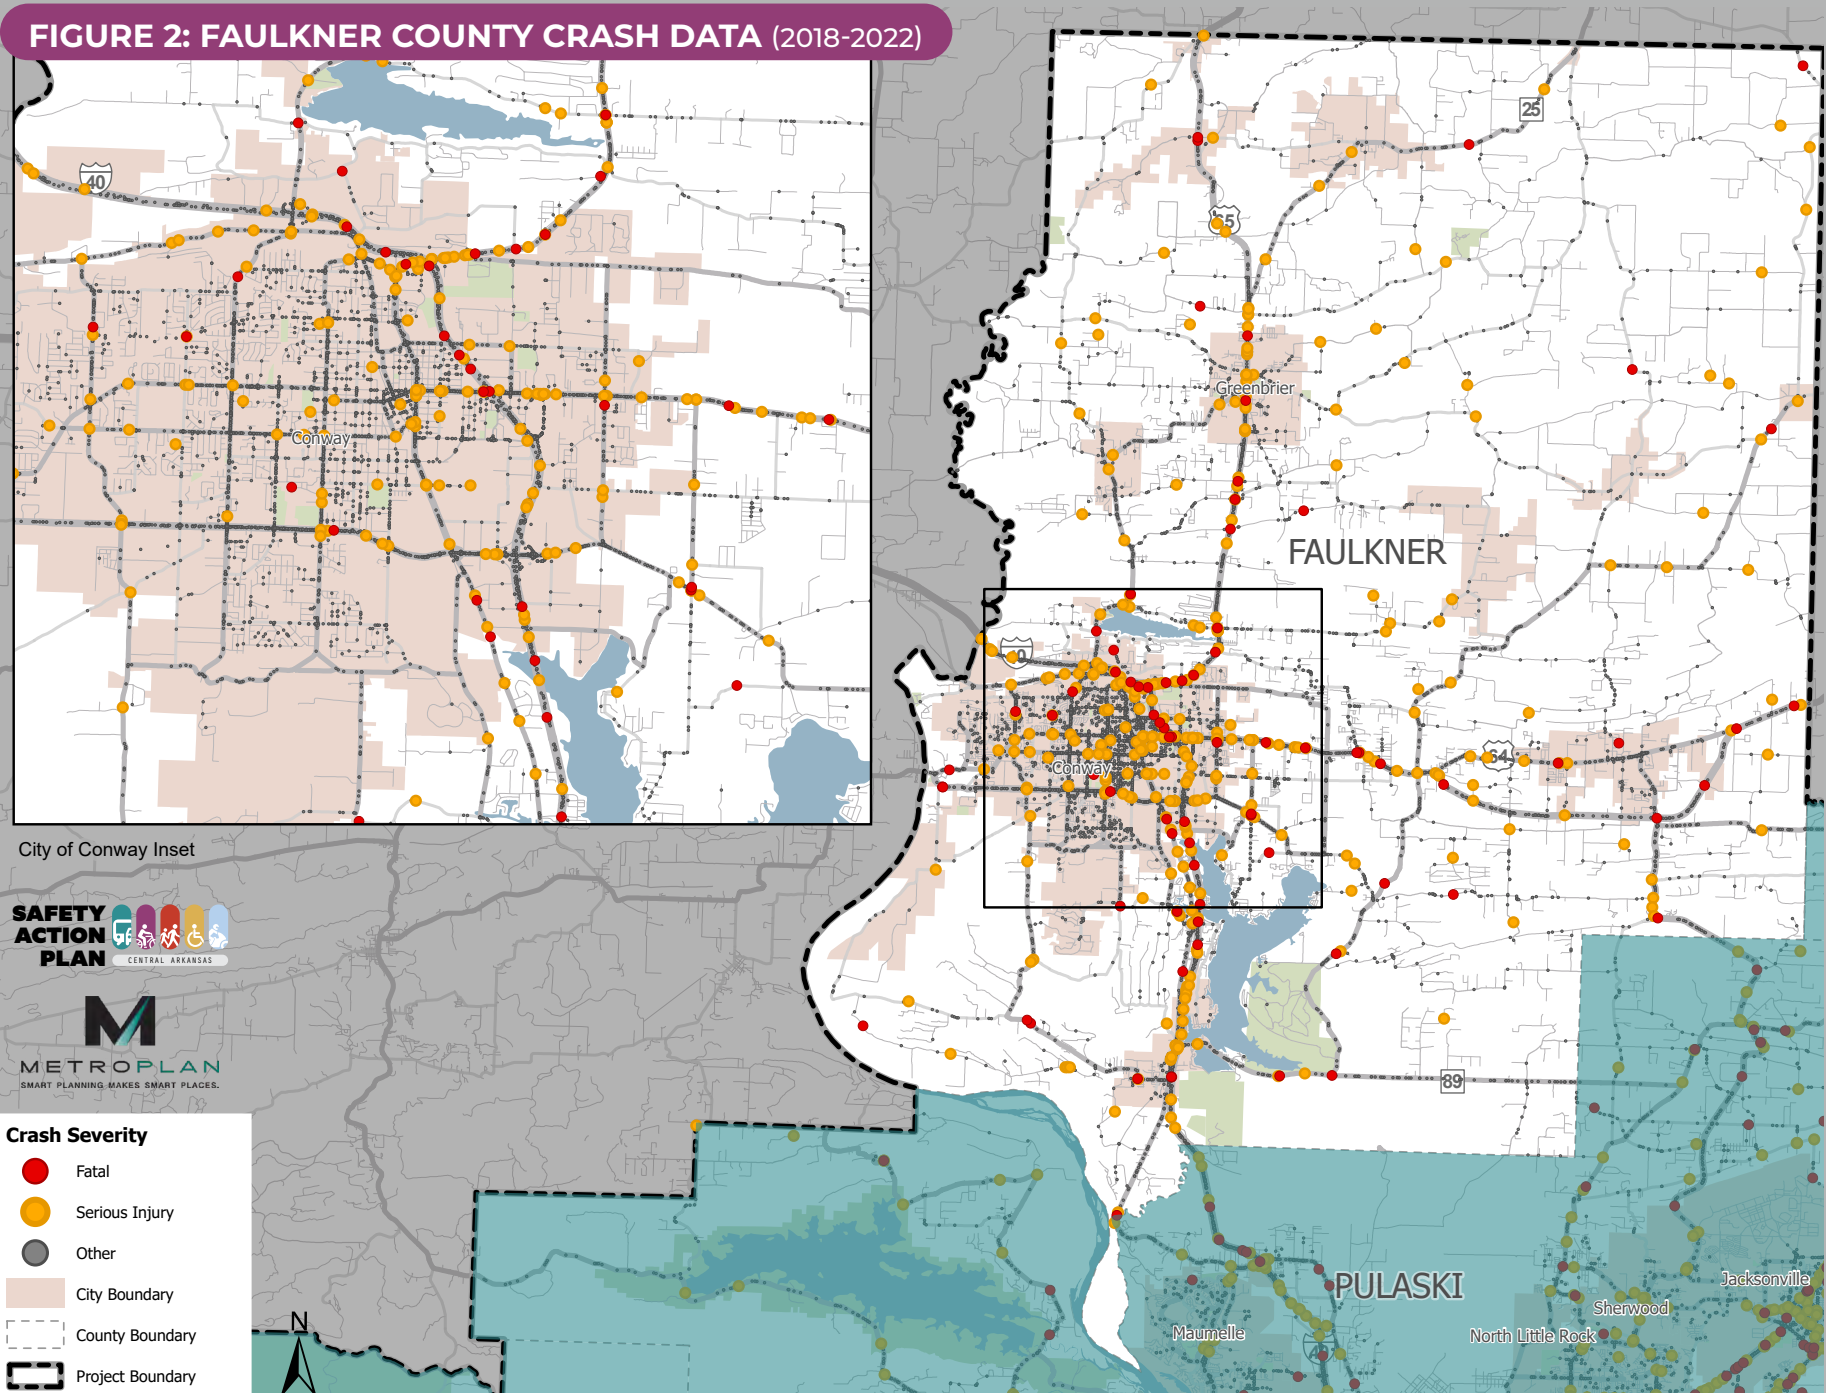 FIGURE 2: FAULKNER COUNTY CRASH DATA (2018-2022)
25
40
65
Greenbrier
Conway
FAULKNER
40
64
Conway
City of Conway Inset
SAFETY
ACTION
PLAN
CENTRAL ARKANSAS
METROPLAN
SMART PLANNING MAKES SMART PLACES.
89
Crash Severity
Fatal
Serious Injury
Other
City Boundary
County Boundary
Project Boundary
N
PULASKI
Jacksonville
Sherwood
North Little Rock
Maumelle
40